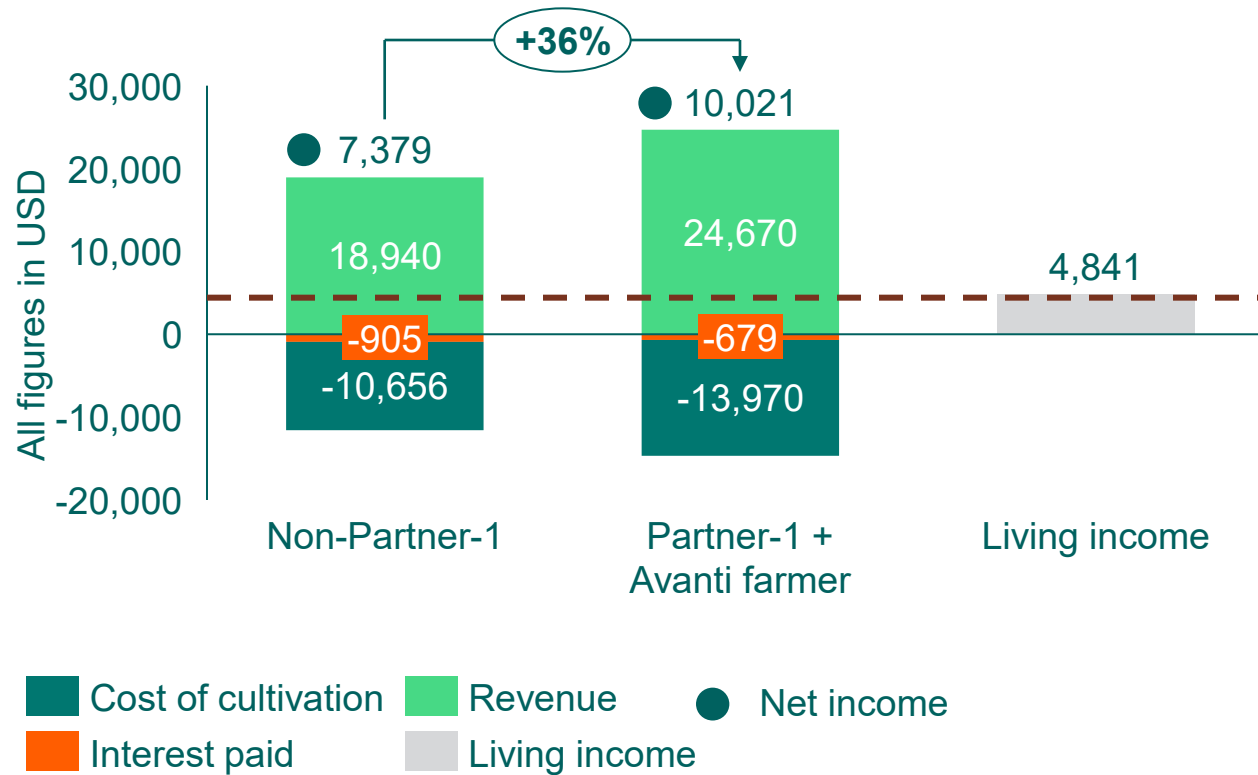 +36%
All figures in USD
30,000
20,000
10,000
0
-10,000
-20,000
7,379
18,940
-905
-10,656
10,021
24,670
-679
-13,970
4,841
Non-Partner-1
Partner-1 +
Avanti farmer
Living income
Cost of cultivation
Revenue
Net income
Interest paid
Living income